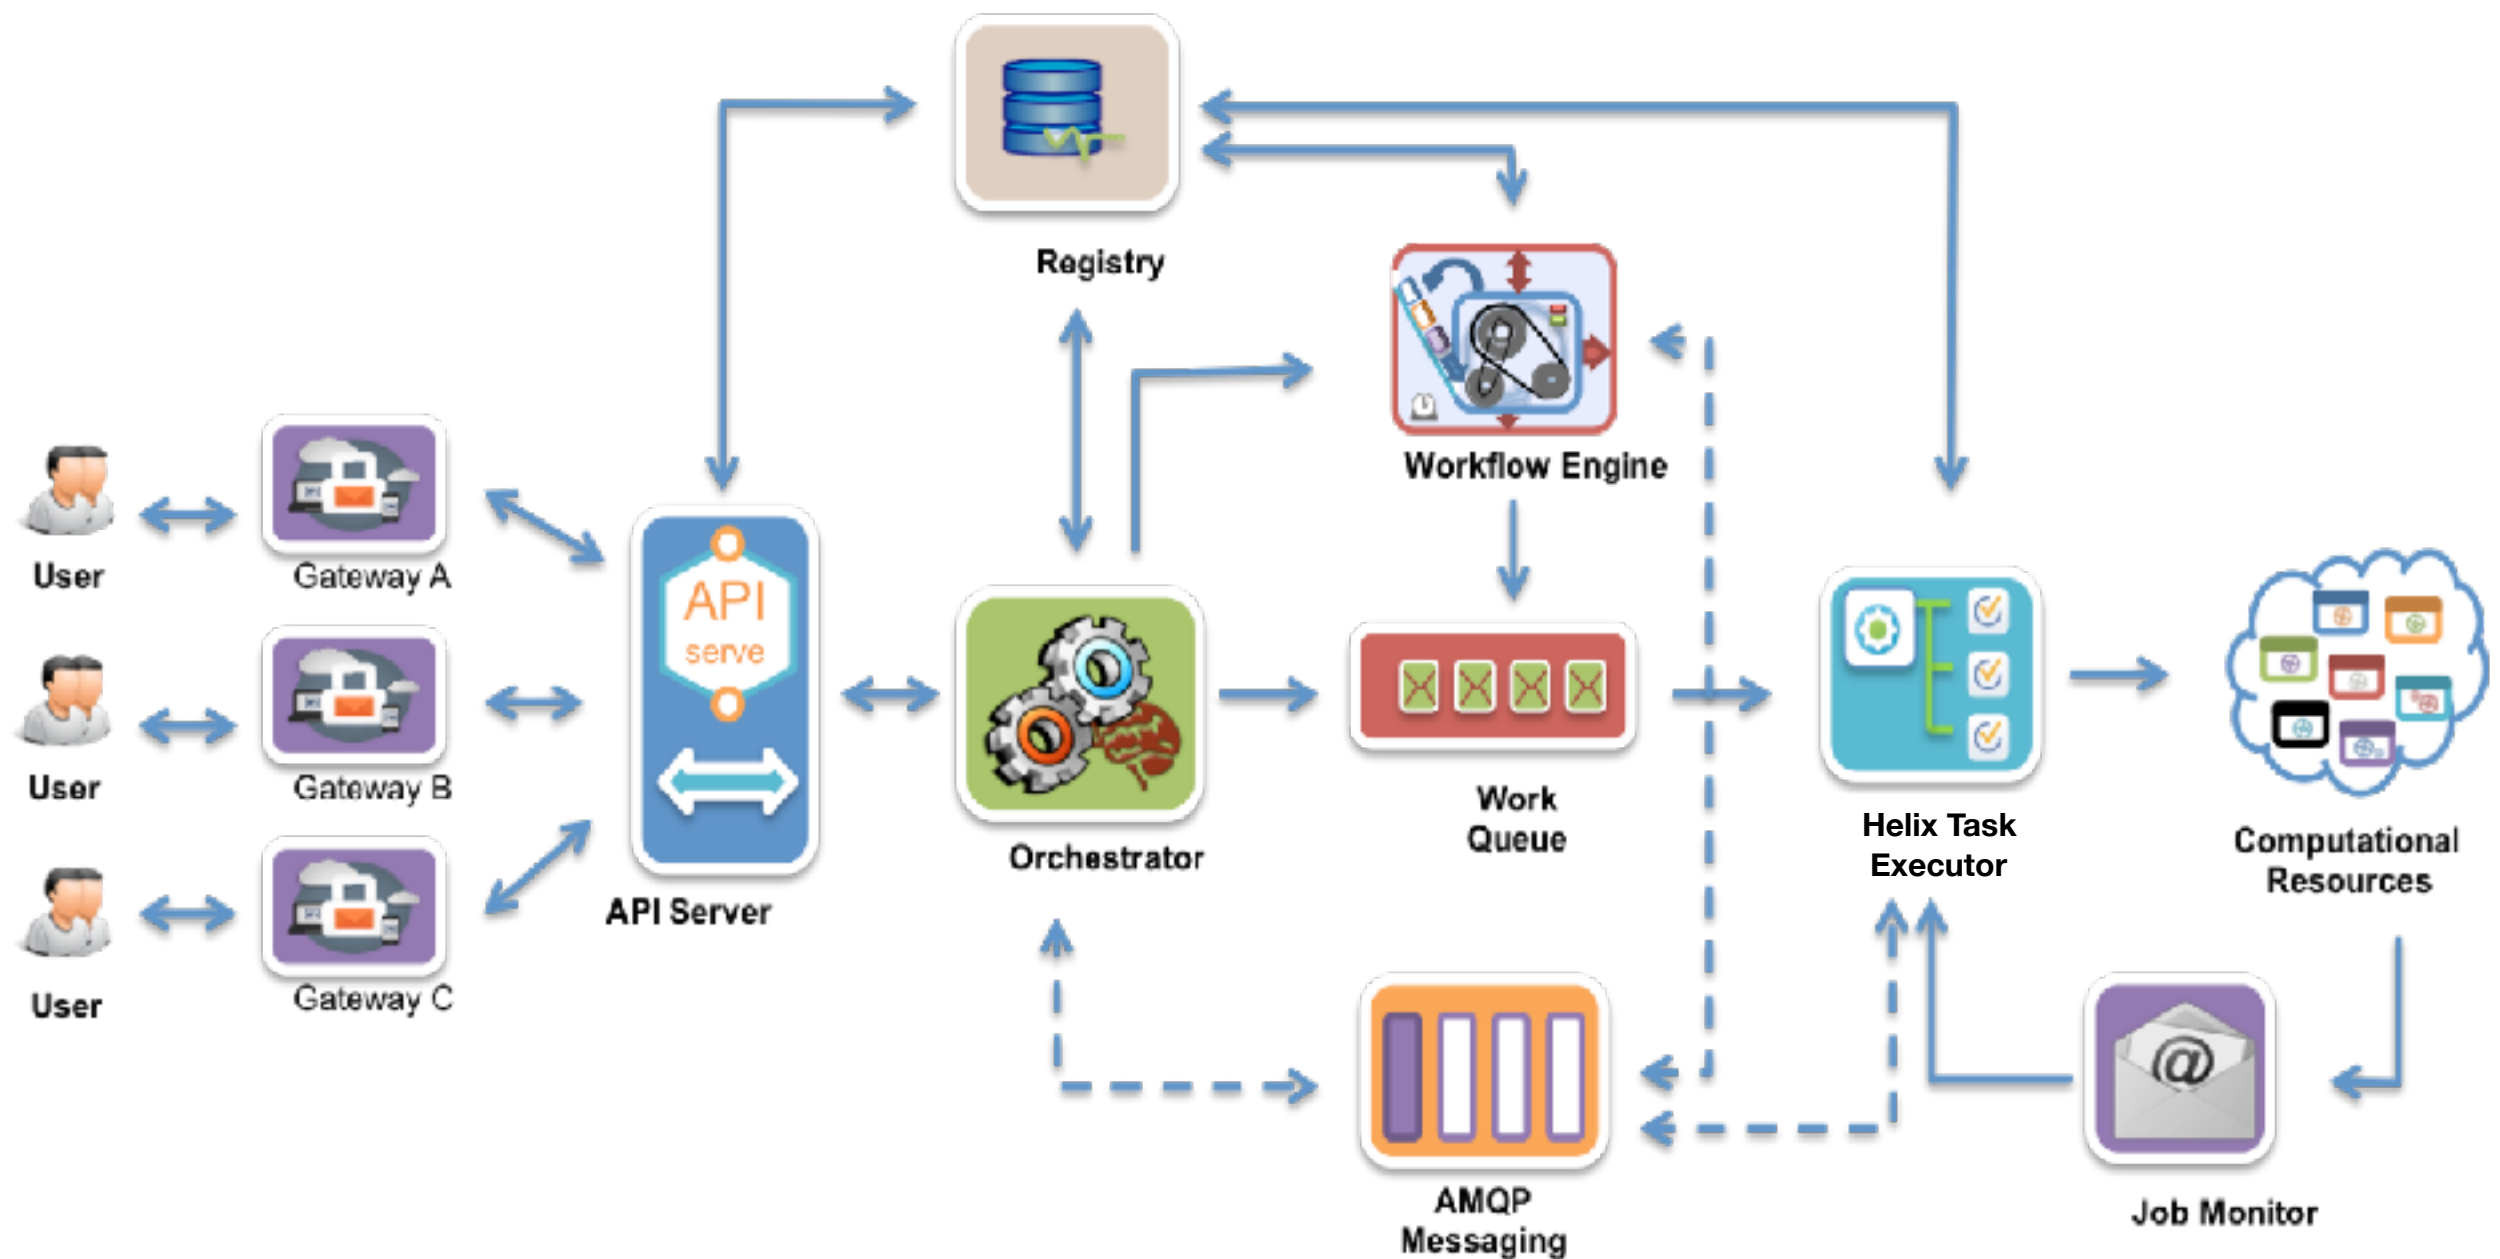 Registry
Workflow Engine
User
Gateway A
API
serve
User
Gateway B
User
Gateway C
API Server
Orchestrator
Work
Queue
Helix Task
Executor
Computational
Resources
@
AMQP
Messaging
Job Monitor